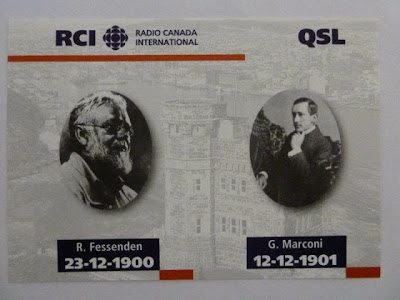 RCI RADIO CANADA
INTERNATIONAL
QSL
R. Fessenden
23-12-1900
G. Marconi
12-12-1901